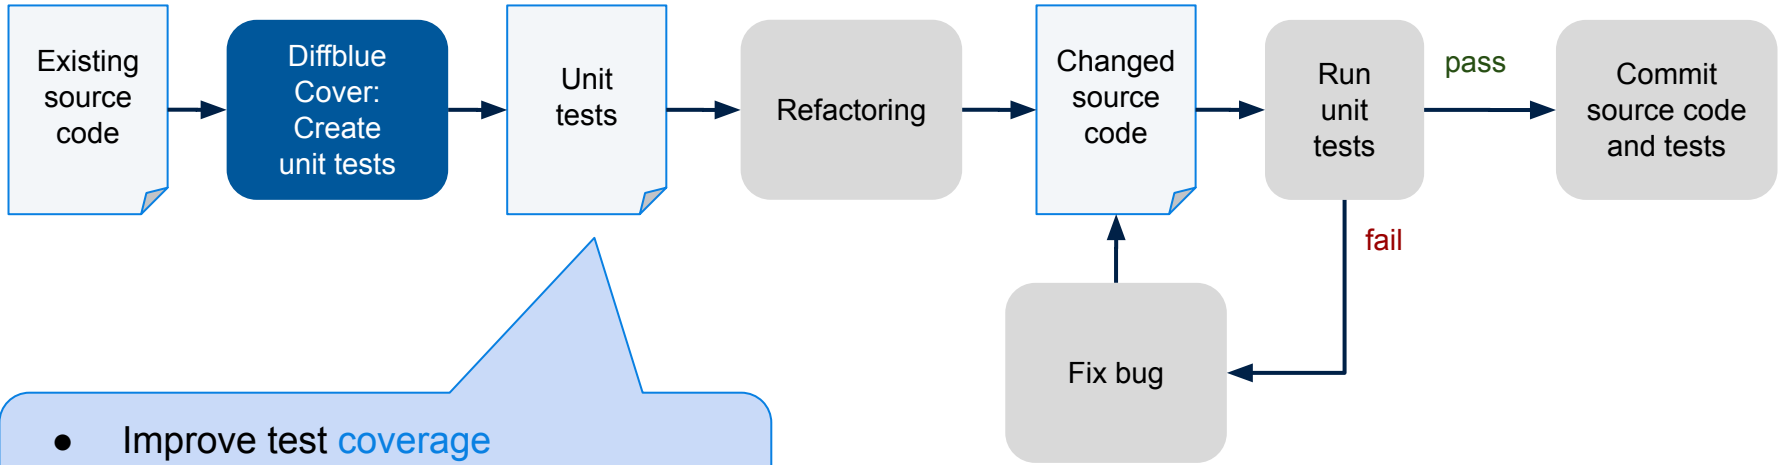 Existing
source
code
Diffblue
Cover:
Create
unit tests
Unit
tests
Refactoring
Changed
source
code
Run
unit
tests
pass
Commit
source code
and tests
fail
Fix bug
● Improve test coverage